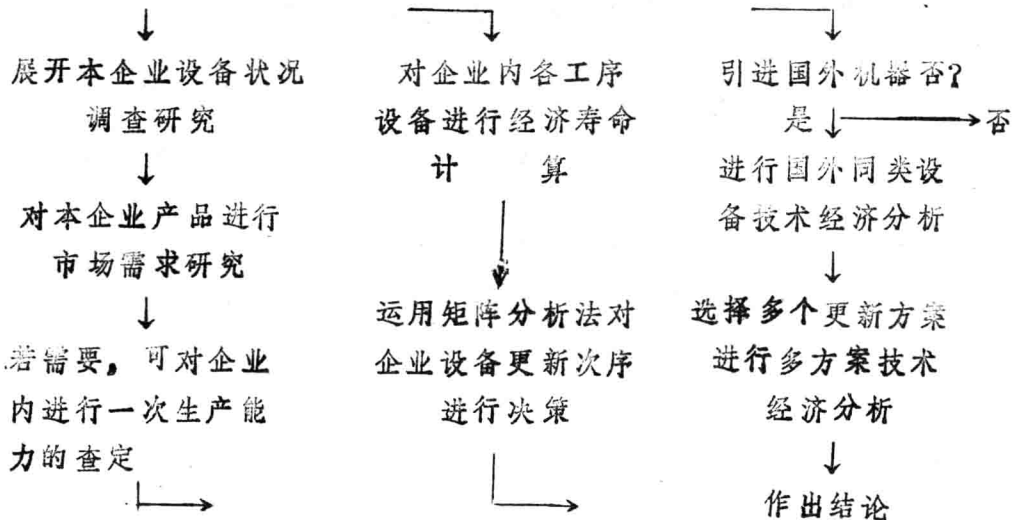 展开本企业设备状况
调查研究
对本企业产品进行
市场需求研究
若需要，可对企业
内进行一次生产能
力的查定
对企业内各工序
设备进行经济寿命
计 算
运用矩阵分析法对
企业设备更新次序
进行决策
引进国外机器否？
是 否
进行国外同类设
备技术经济分析
选择多个更新方案
进行多方案技术
经济分析
作出结论